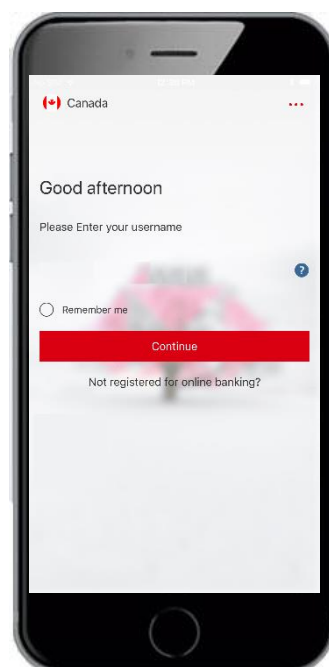 Canada
Good afternoon
Please Enter your username
?
Remember me
Continue
Not registered for online banking?